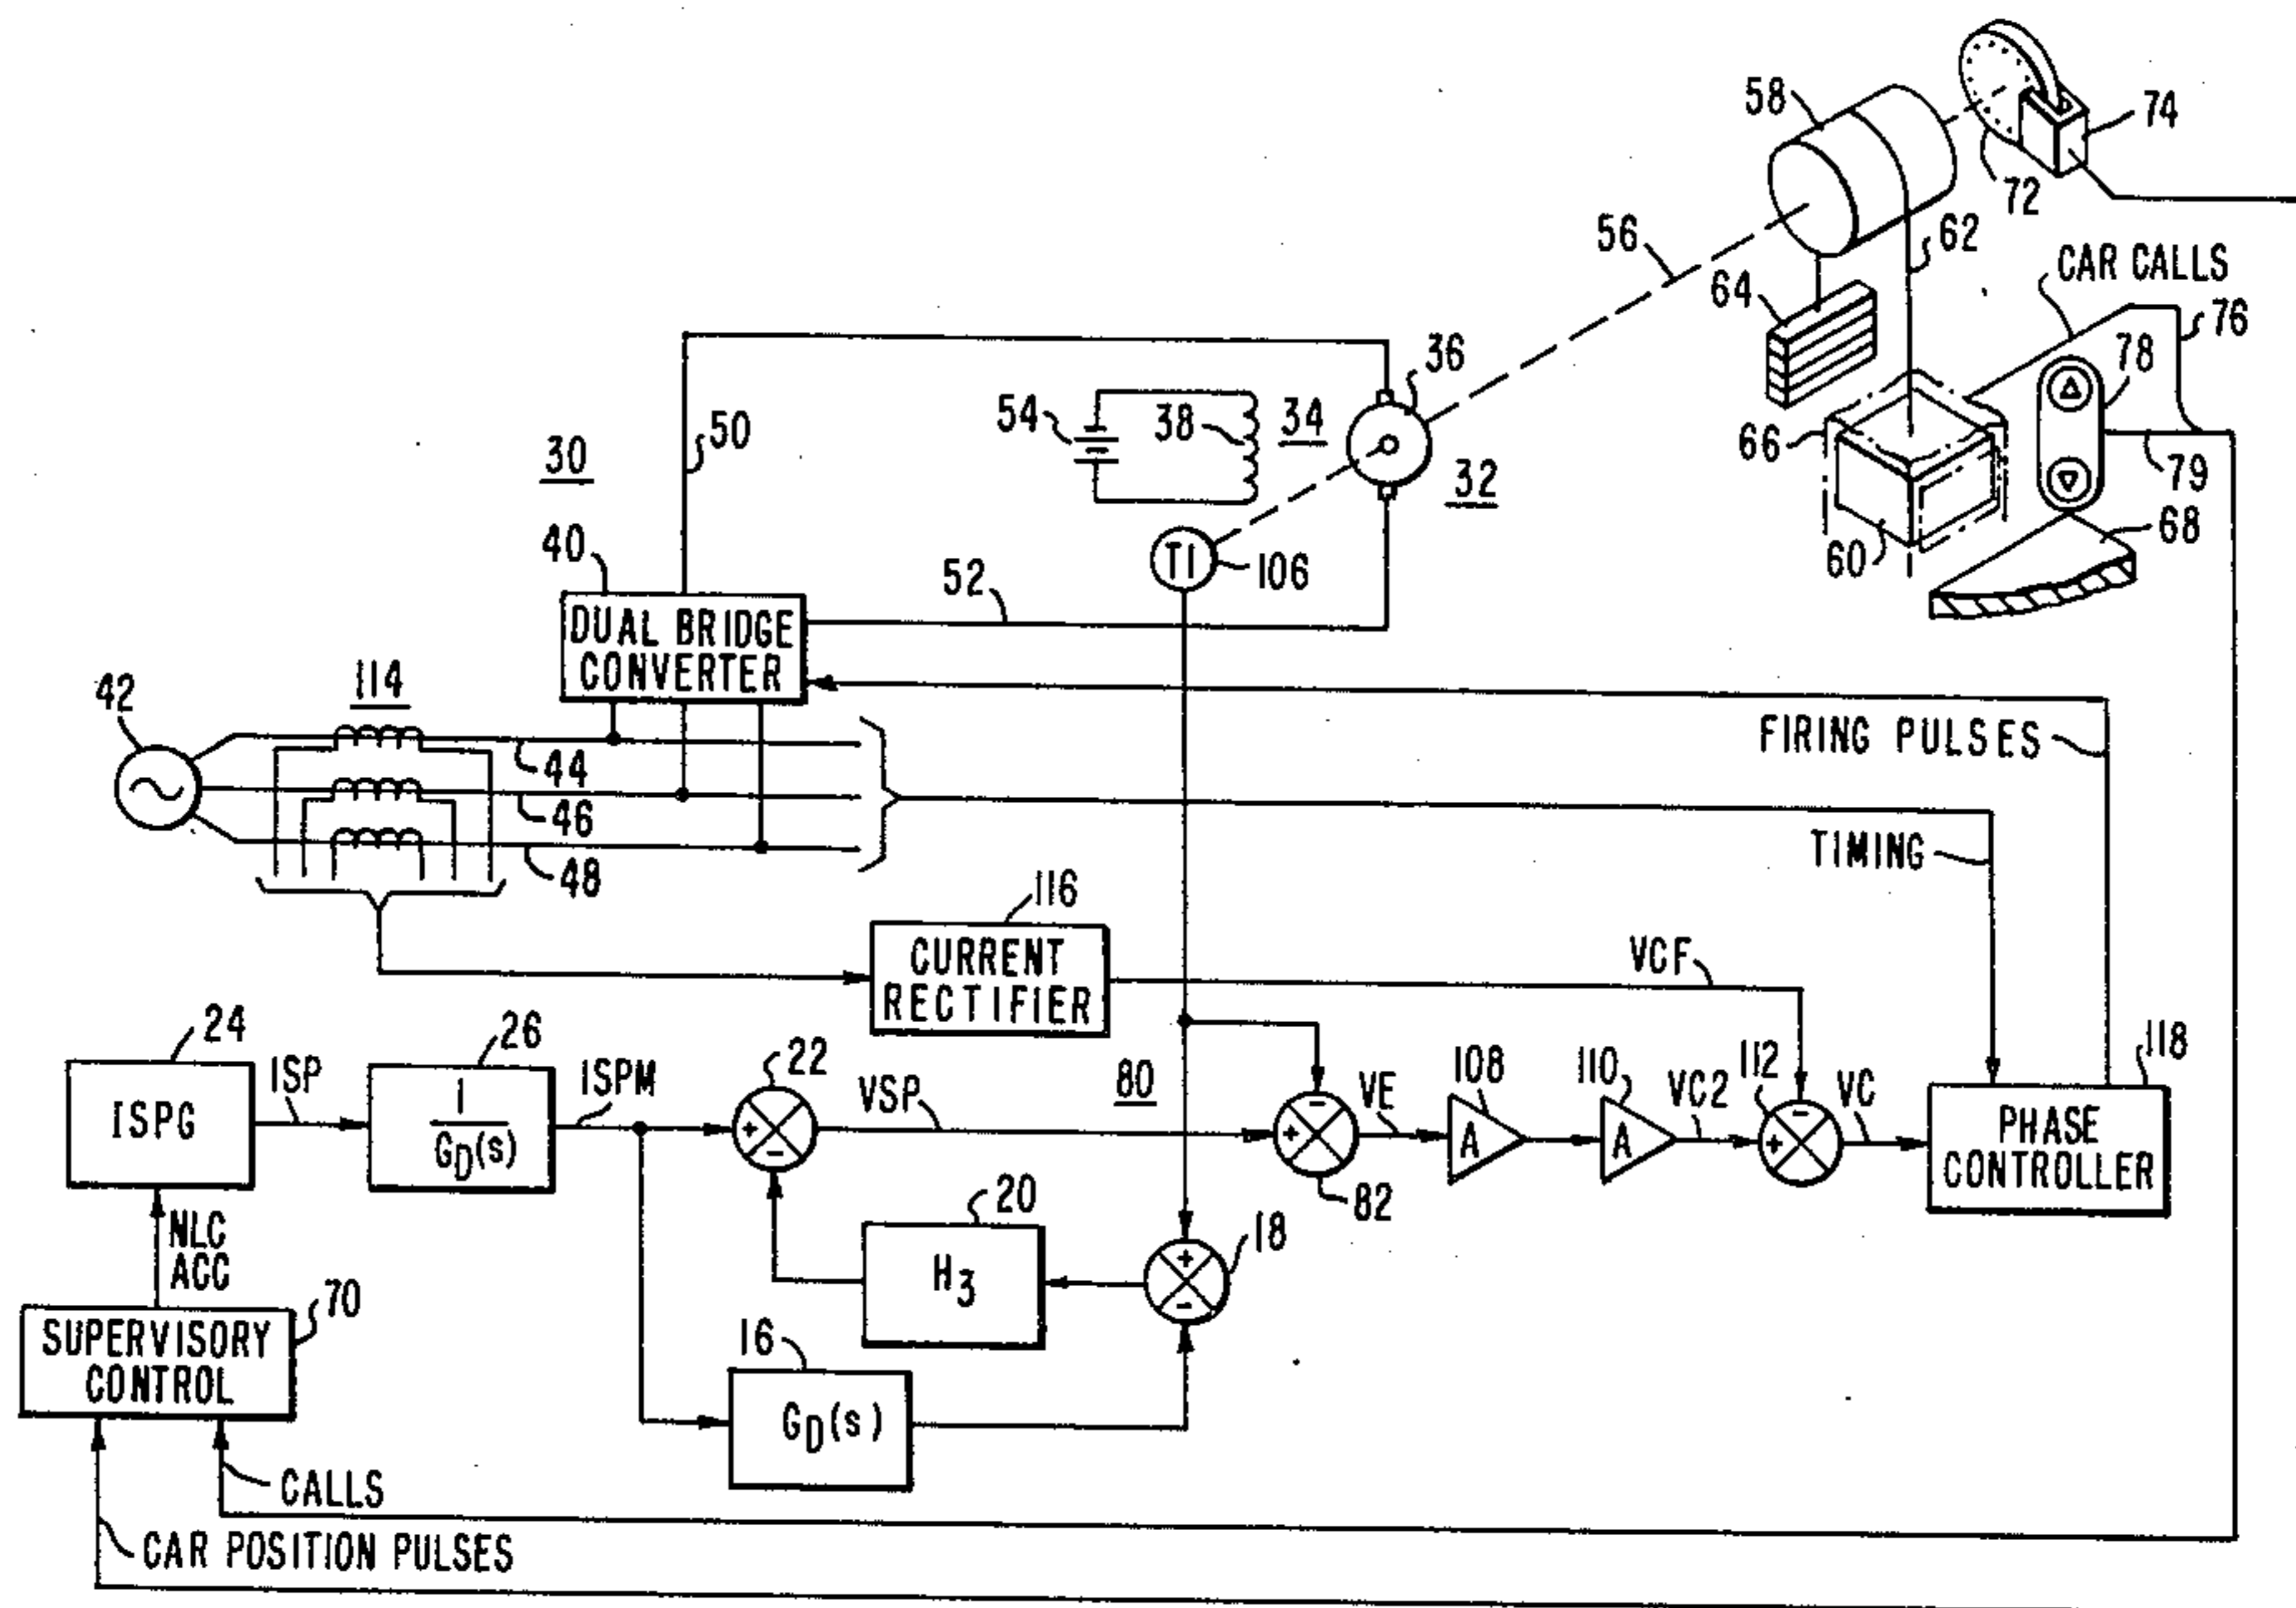 58
74
72
56
62
CAR CALLS
64
76
36
78
54
38
34
50
30
66
32
79
68
60
40
T1
106
52
DUAL BRIDGE
CONVERTER
114
42
FIRING PULSES
44
46
TIMING
48
116
CURRENT
RECTIFIER
VCF
24
26
22
80
108
110
112
118
ISPG
ISP
1
GD(s)
ISPM
+
-
VSP
-
+
VE
A
A
VC2
-
+
VC
PHASE
CONTROLLER
82
20
NLC
ACC
H3
+
-
18
70
SUPERVISORY
CONTROL
16
GD(s)
CALLS
CAR POSITION PULSES